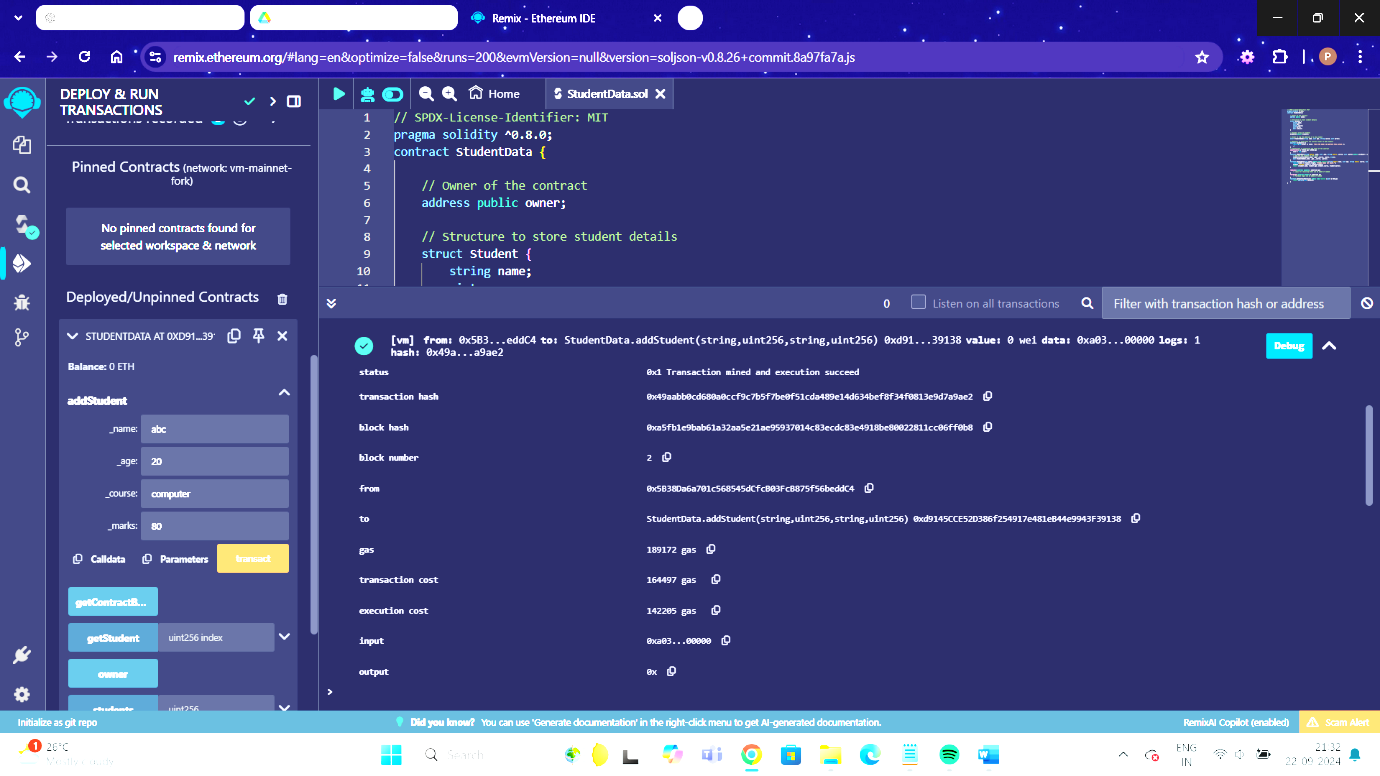 Remix - Ethereum IDE
remix.ethereum.org/#lang=en&optimize=false&runs=200&evmVersion=null&version=soljson-v0.8.26+commit.8a97fa7a.js
P
DEPLOY & RUN
TRANSACTIONS
Transactions recorded
Pinned Contracts (network: vm-mainnet-
fork)
No pinned contracts found for
selected workspace & network
Deployed/Unpinned Contracts
STUDENTDATA AT 0XD91...39
Balance: 0 ETH
addStudent
_name: abc
_age: 20
_course: computer
_marks: 80
Calldata Parameters transact
getContractB...
getStudent uint256 index
owner
students uint256
Home StudentData.sol
1 // SPDX-License-Identifier: MIT
2 pragma solidity ^0.8.0;
3 contract StudentData {
4
5 // Owner of the contract
6 address public owner;
7
8 // Structure to store student details
9 struct Student {
10 string name;
0 Listen on all transactions Filter with transaction hash or address
[vm] from: 0x5B3...eddC4 to: StudentData.addStudent(string,uint256,string,uint256) 0xd91...39138 value: 0 wei data: 0xa03...00000 logs: 1
hash: 0x49a...a9ae2
Debug
status 0x1 Transaction mined and execution succeed
transaction hash 0x49aabb0cd680a0ccf9c7b5f7be0f51cda489e14d634bef8f34f0813e9d7a9ae2
block hash 0xa5fb1e9bab61a32aa5e21ae95937014c83ecdc83e4918be80022811cc06ff0b8
block number 2
from 0x5B38Da6a701c568545dCfcB03FcB875f56beddC4
to StudentData.addStudent(string,uint256,string,uint256) 0xd9145CCE52D386f254917e481eB44e9943F39138
gas 189172 gas
transaction cost 164497 gas
execution cost 142205 gas
input 0xa03...00000
output 0x
>
Initialize as git repo
Did you know? You can use 'Generate documentation' in the right-click menu to get AI-generated documentation.
RemixAI Copilot (enabled) Scam Alert
1 26°C
Mostly cloudy
Search
ENG
IN
21:32
22-09-2024